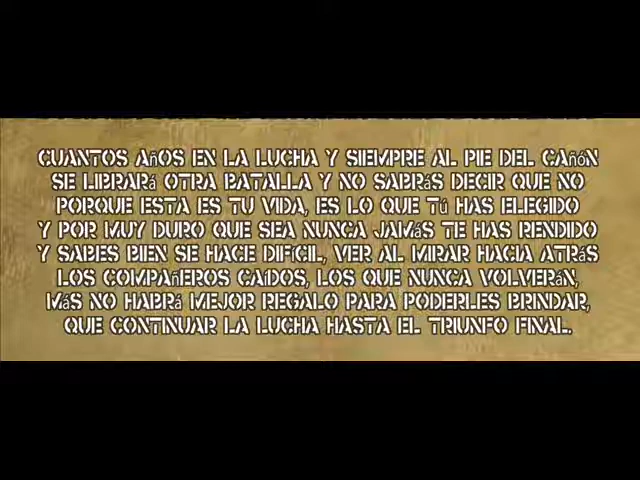 CUANTOS AñOS EN LA LUCHA Y SIEMPRE AL PIE DEL CAñóN
SE LIBRARá OTRA BATALLA Y NO SABRáS DECIR QUE NO
PORQUE ESTA ES TU VIDA, ES LO QUE Tú HAS ELEGIDO
Y POR MUY DURO QUE SEA NUNCA JAMáS TE HAS RENDIDO
Y SABES BIEN SE HACE DIFíCIL, VER AL MIRAR HACIA ATRáS
LOS COMPAñEROS CAíDOS, LOS QUE NUNCA VOLVERáN,
MáS NO HABRá MEJOR REGALO PARA PODERLES BRINDAR,
QUE CONTINUAR LA LUCHA HASTA EL TRIUNFO FINAL.